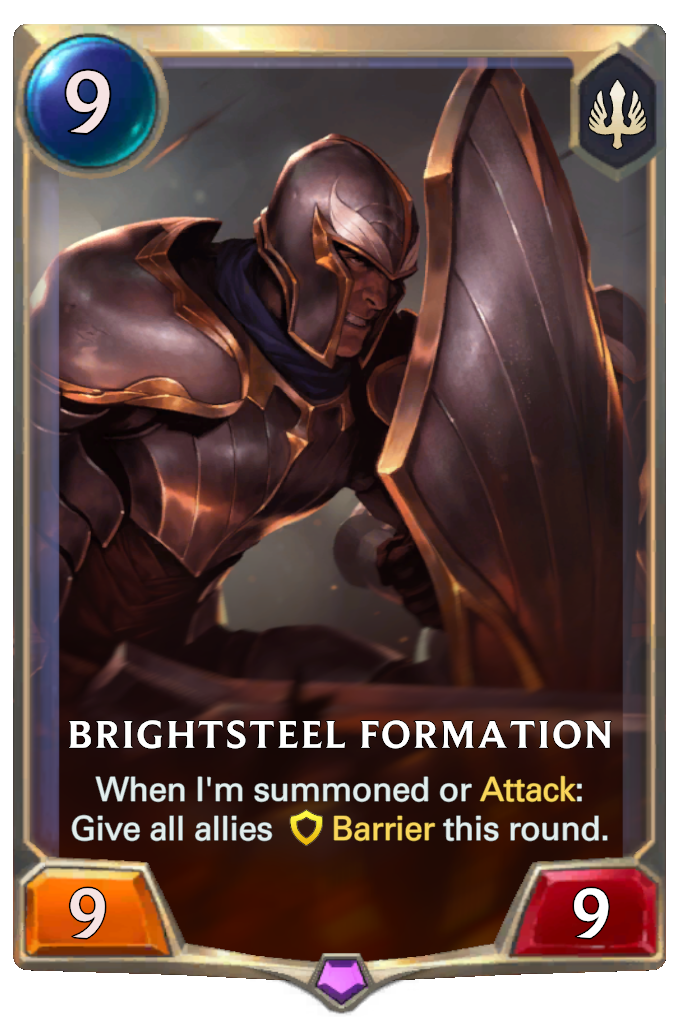 9
BRIGHTSTEEL FORMATION
When I'm summoned or Attack:
Give all allies Barrier this round.
9 9